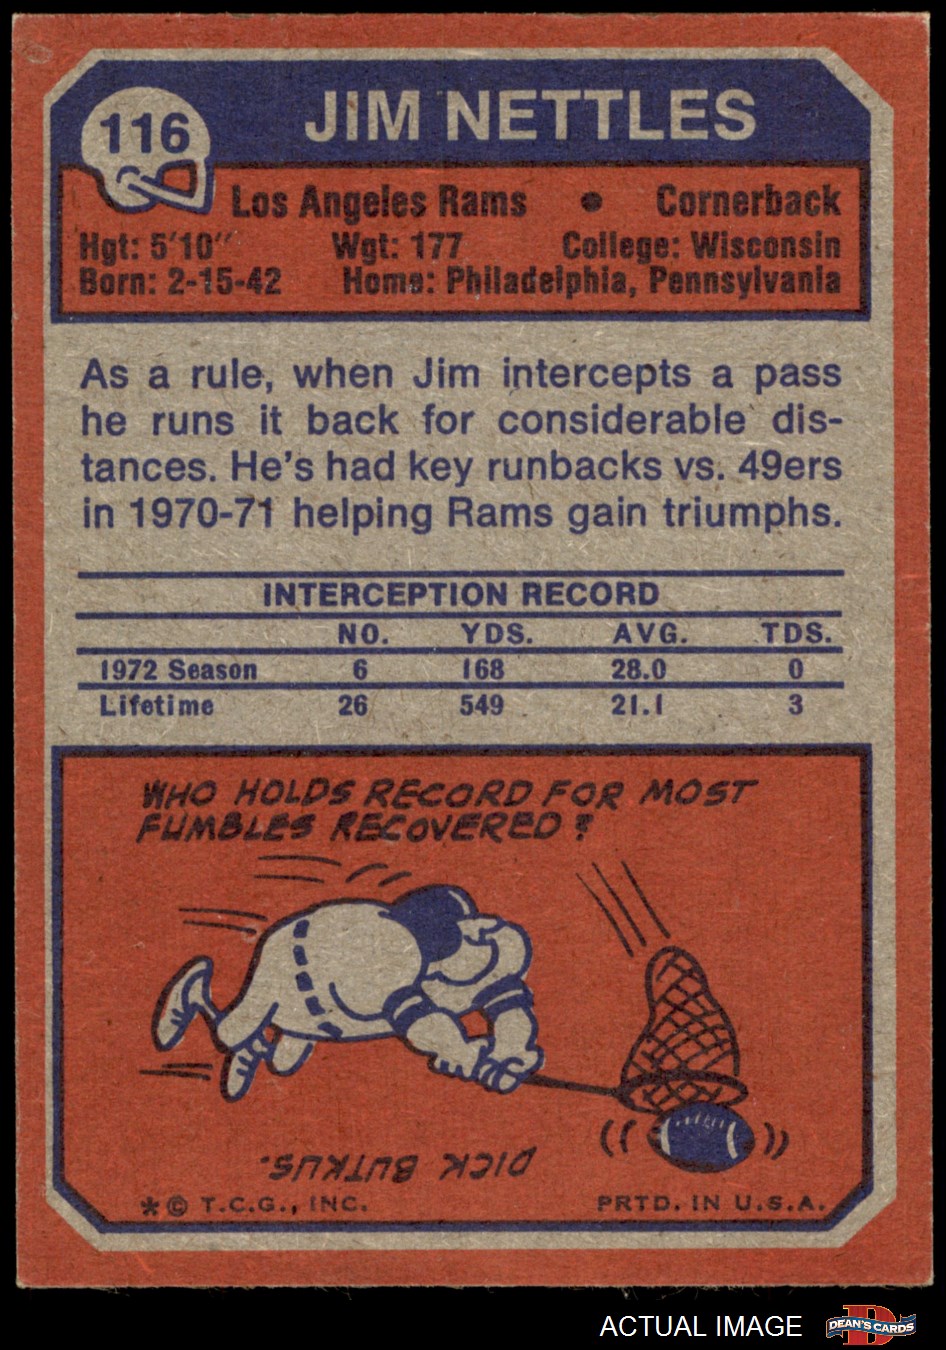 116
JIM NETTLES
Los Angeles Rams • Cornerback
Hgt: 5'10" Wgt: 177 College: Wisconsin
Born: 2-15-42 Home: Philadelphia, Pennsylvania
As a rule, when Jim intercepts a pass
he runs it back for considerable dis-
tances. He's had key runbacks vs. 49ers
in 1970-71 helping Rams gain triumphs.
INTERCEPTION RECORD
NO. YDS. AVG. TDS.
1972 Season 6 168 28.0 0
Lifetime 26 549 21.1 3
WHO HOLDS RECORD FOR MOST
FUMBLES RECOVERED?
DICK BUTKUS.
* © T.C.G., INC. PRTD. IN U.S.A.
ACTUAL IMAGE D DEAN'S CARDS